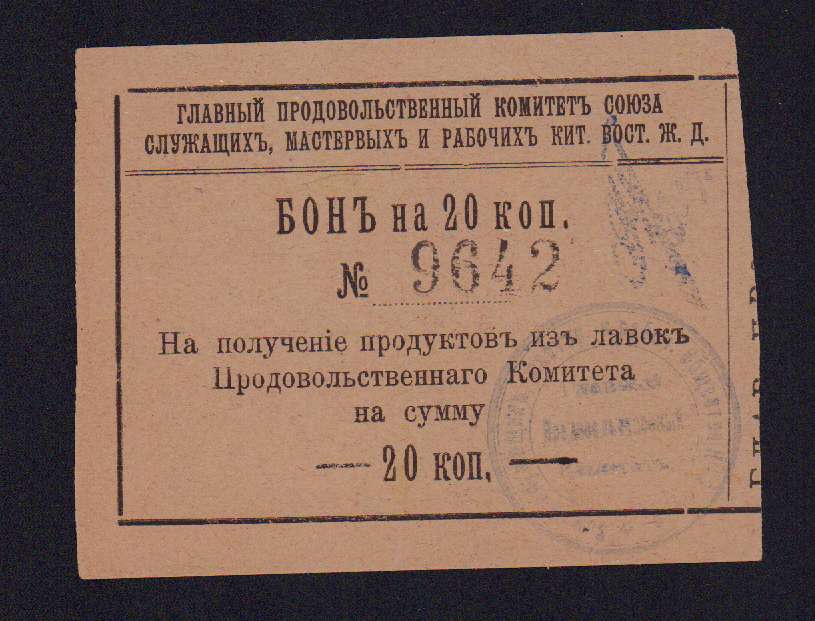 ГЛАВНЫЙ ПРОДОВОЛЬСТВЕННЫЙ КОМИТЕТЪ СОЮЗА
СЛУЖАЩИХЪ, МАСТЕРВЫХЪ И РАБОЧИХЪ КИТ. ВОСТ. Ж. Д.
БОНЪ на 20 коп.
№ 9642
На полученіе продуктовъ изъ лавокъ
Продовольственнаго Комитета
на сумму
20 коп.